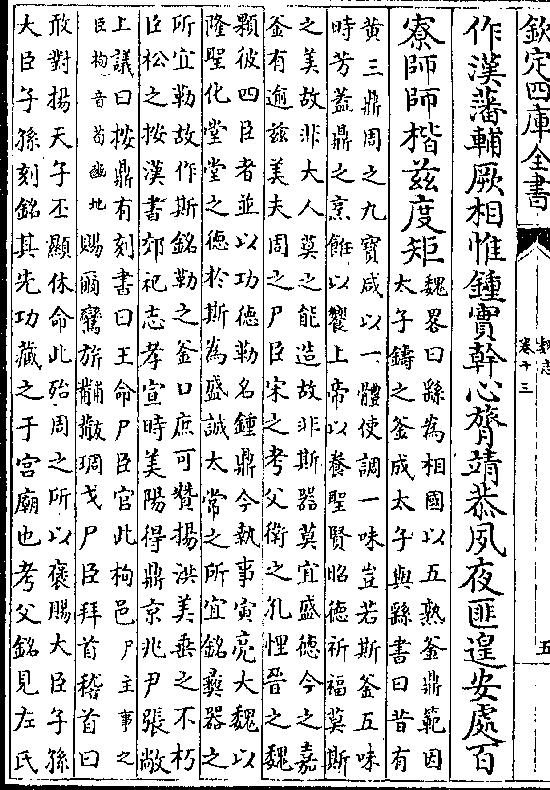 欽定四庫全書
魏志
卷十三
五
作漢藩輔厥相惟鍾寔幹心膂靖恭夙夜匪遑安處百
寮師師楷茲度矩
魏畧曰繇為相國以五熟釜鼎範因
太子鑄之釜成太子與繇書曰昔有
黃三鼎周之九寶咸以一體使調一味豈若斯釜五味
時芳葢鼎之烹飪以饗上帝以養聖賢昭德祈福莫斯
之美故非大人莫之能造故非斯器莫宜盛德今之嘉
釜有逾茲美夫周之尸臣宋之考父衛之孔悝晉之魏
顆彼四臣者並以功德勒名鍾鼎今執事寅亮大魏以
隆聖化堂堂之德於斯為盛誠太常之所宜銘彝器之
所宜勒故作斯銘勒之釜口庶可贊揚洪美垂之不朽
臣松之按漢書郊祀志孝宣時美陽得鼎京兆尹張敞
上議曰按鼎有刻書曰王命尸臣官此栒邑
尸主事之
臣栒音荀豳地
賜爾鸞旂黼黻琱戈尸臣拜首稽首曰
敢對揚天子丕顯休命此殆周之所以褒賜大臣子孫
大臣子孫刻銘其先功藏之于宫廟也考父銘見左氏